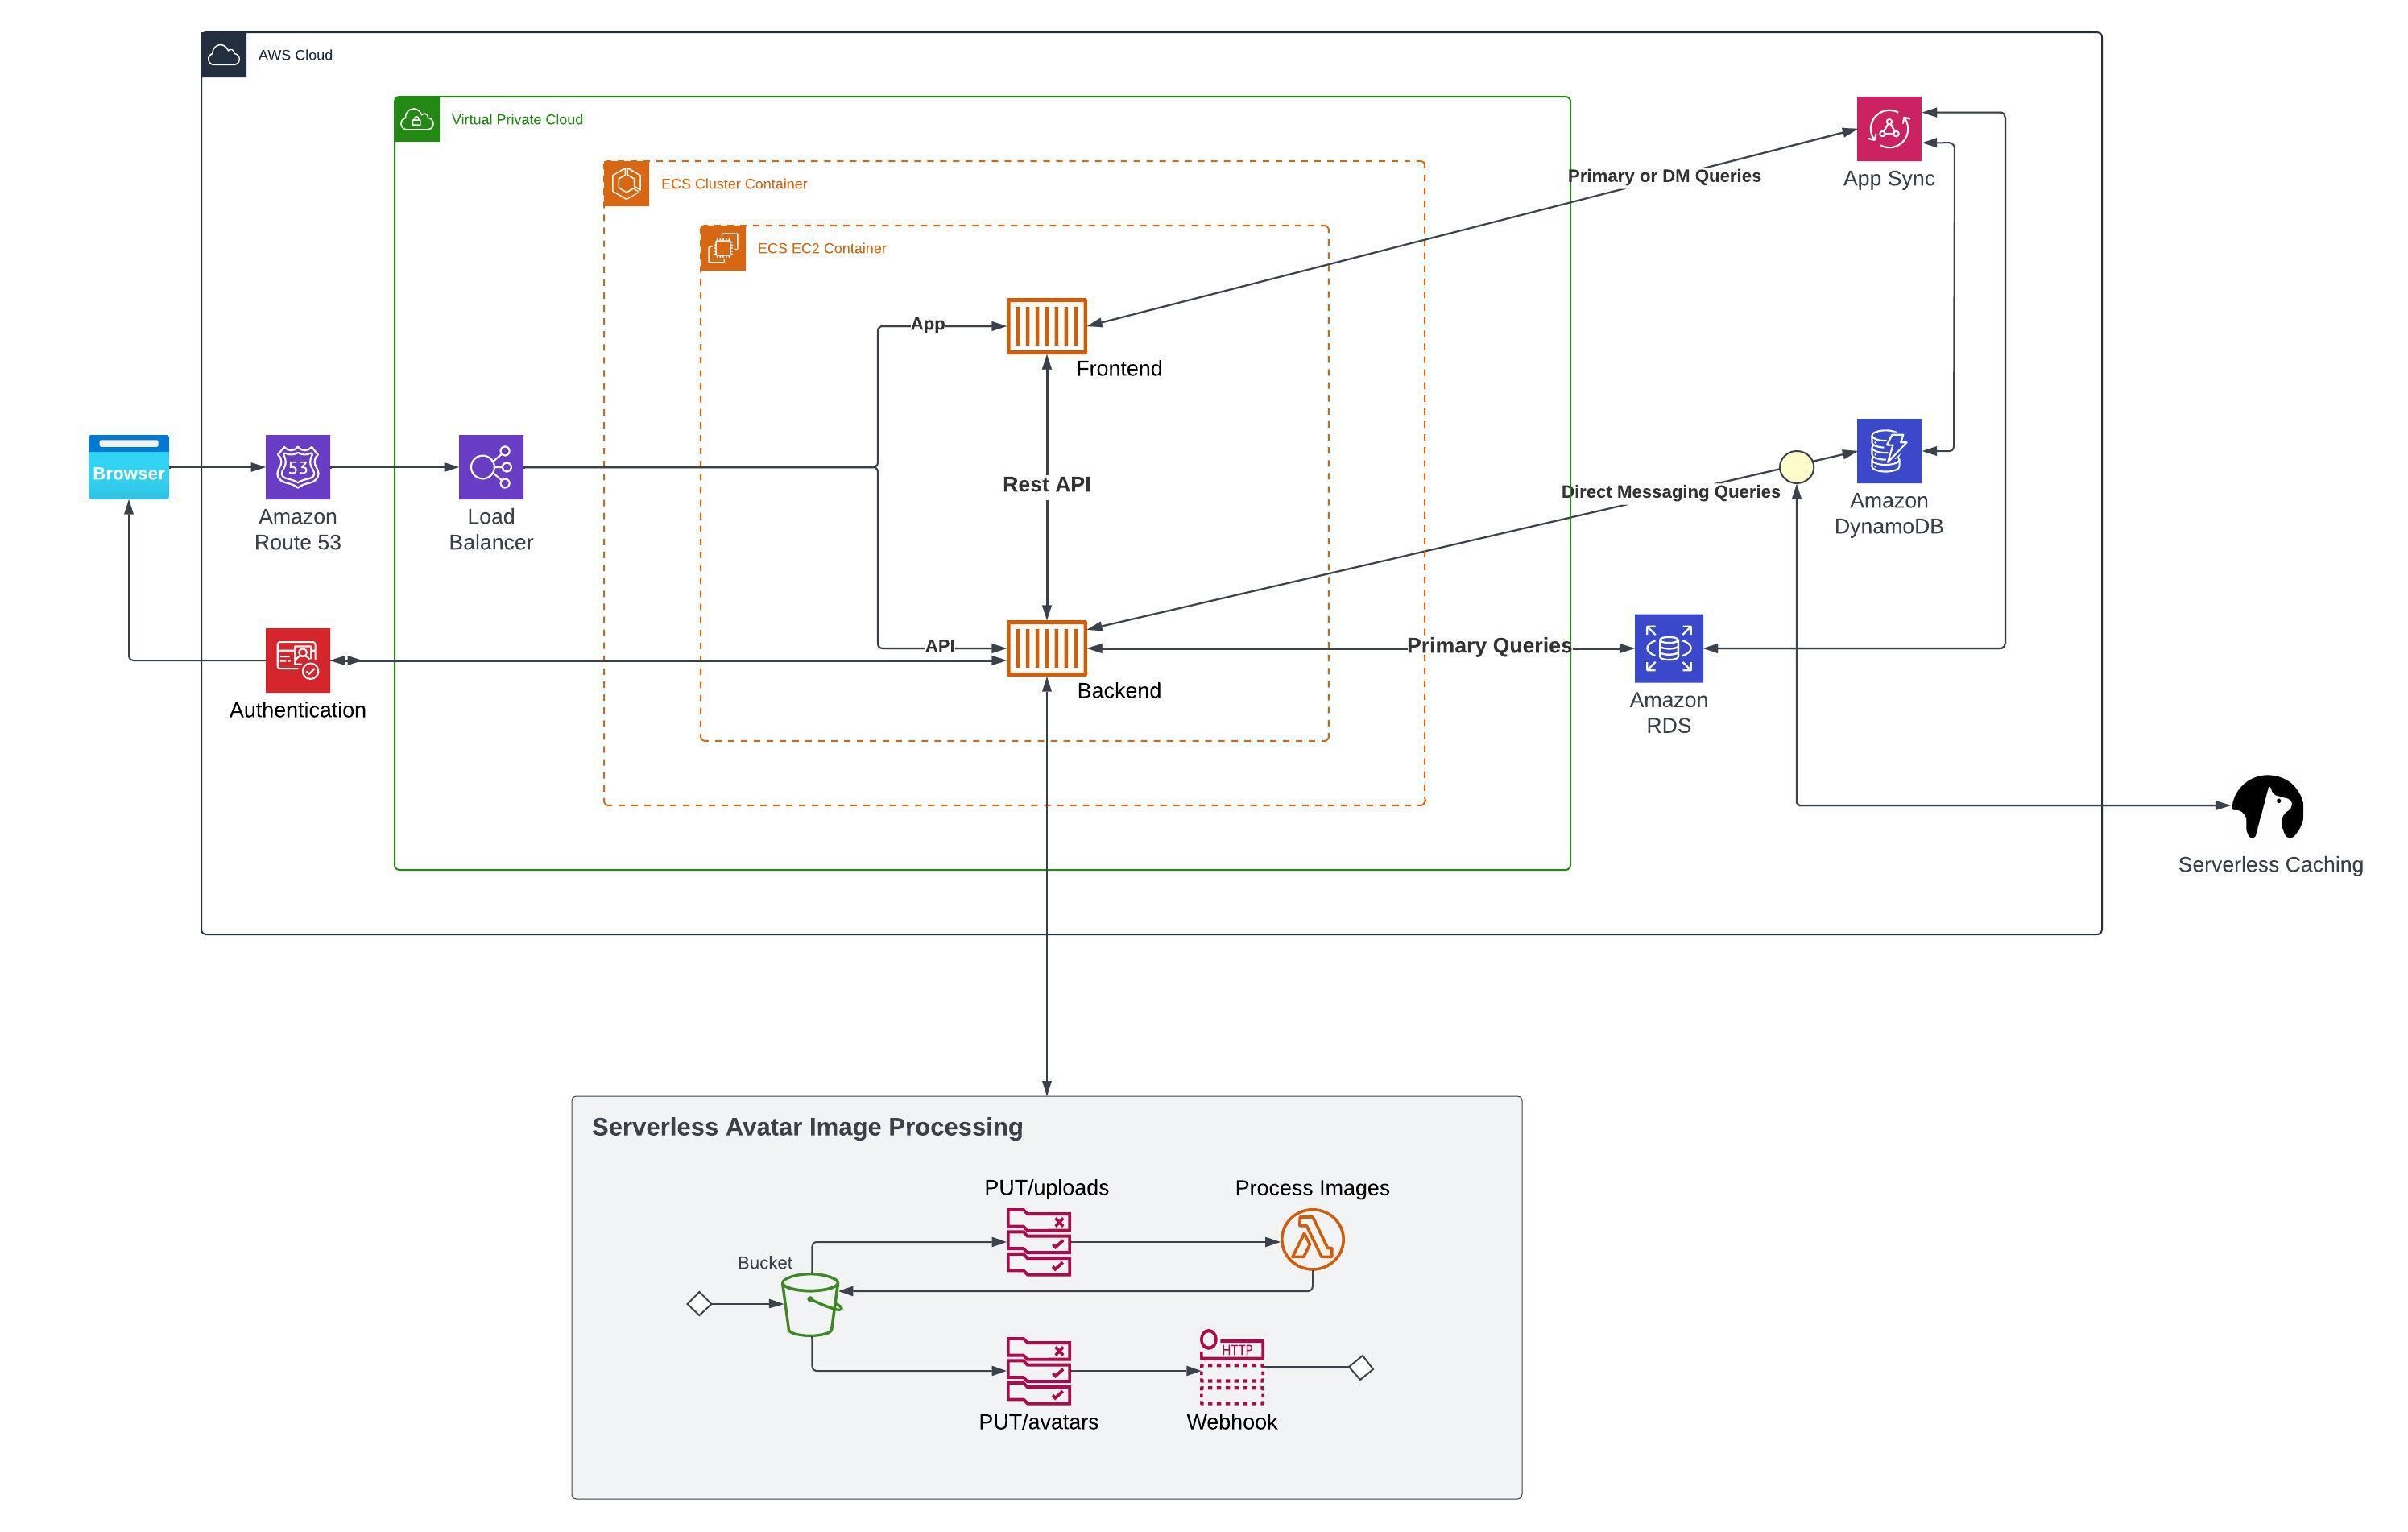 AWS Cloud
Virtual Private Cloud
ECS Cluster Container
ECS EC2 Container
Primary or DM Queries
App Sync
App
Frontend
Browser
53
Amazon
Route 53
Load
Balancer
Rest API
Direct Messaging Queries
Amazon
DynamoDB
API
Backend
Primary Queries
Authentication
Amazon
RDS
Serverless Caching
Serverless Avatar Image Processing
PUT/uploads
Process Images
Bucket
HTTP
PUT/avatars
Webhook